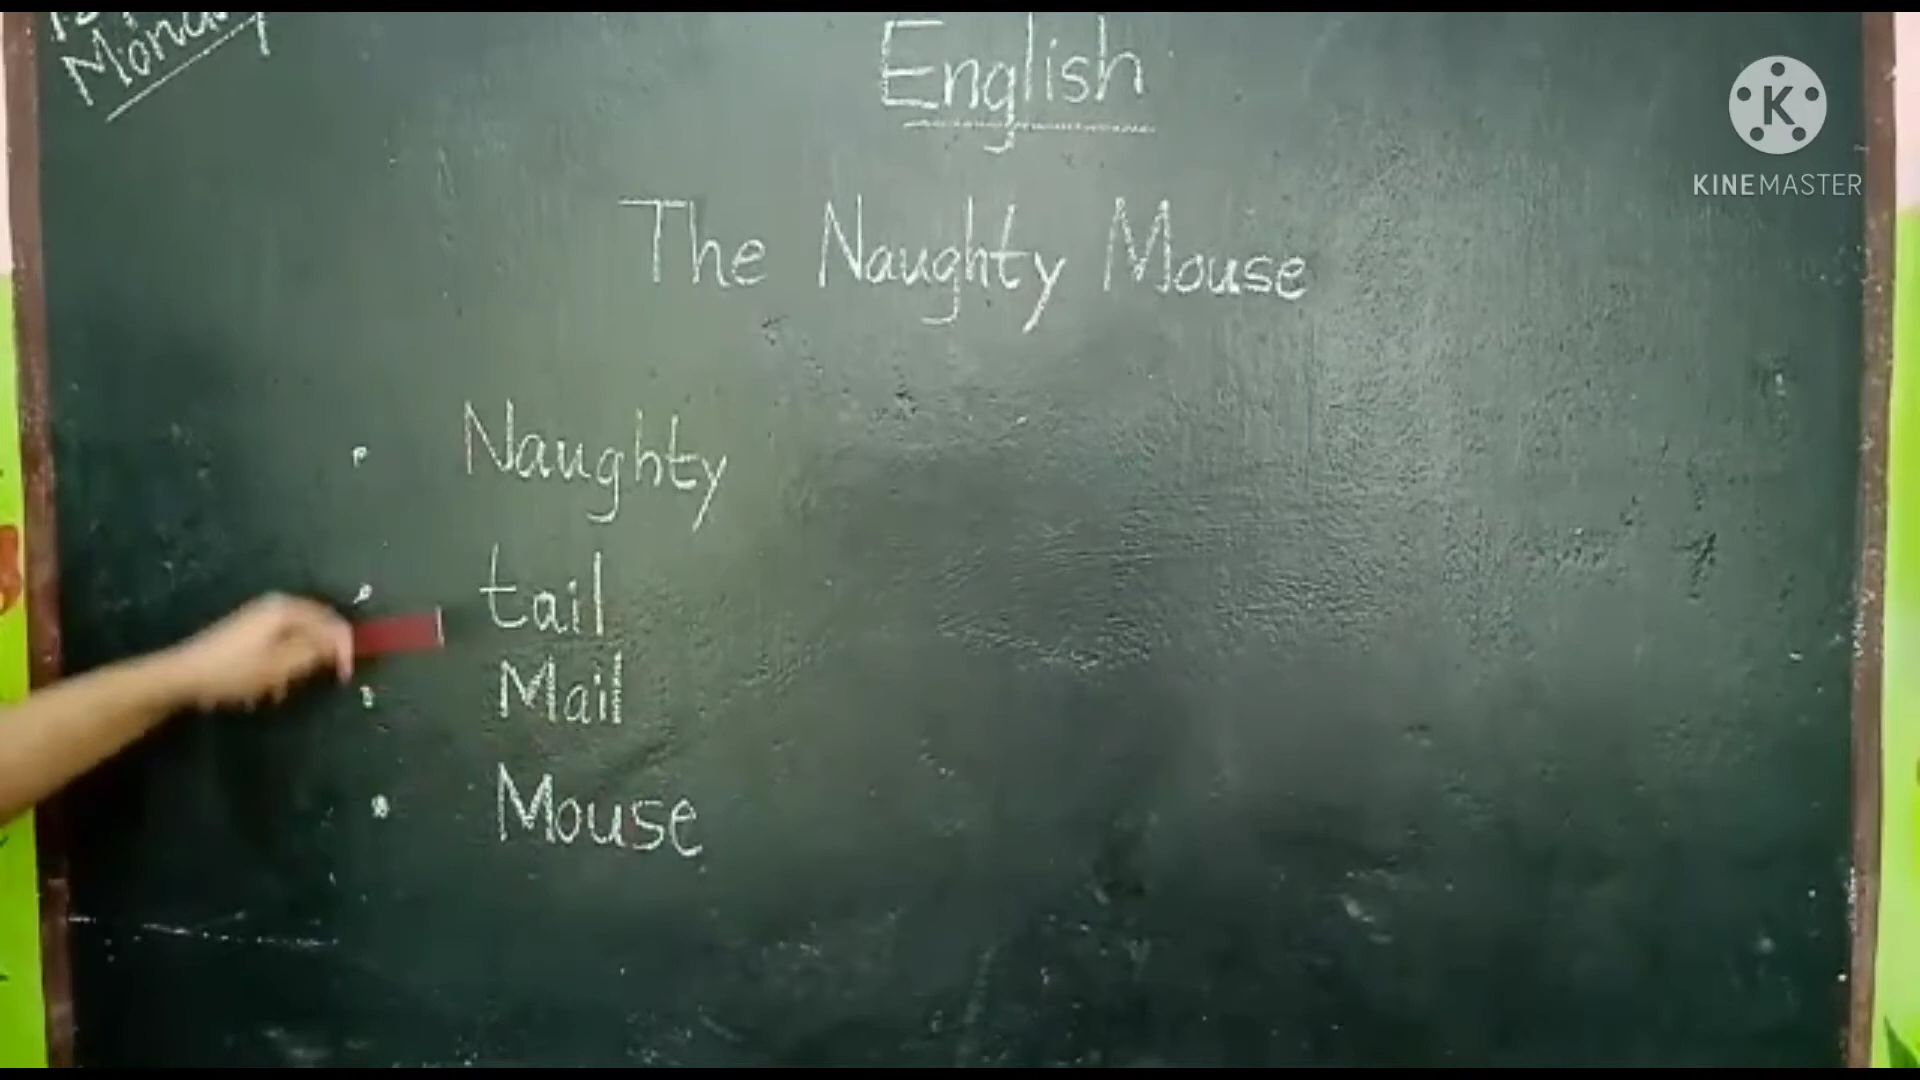 Monday
English
KINEMASTER
The Naughty Mouse
• Naughty
• tail
• Mail
• Mouse